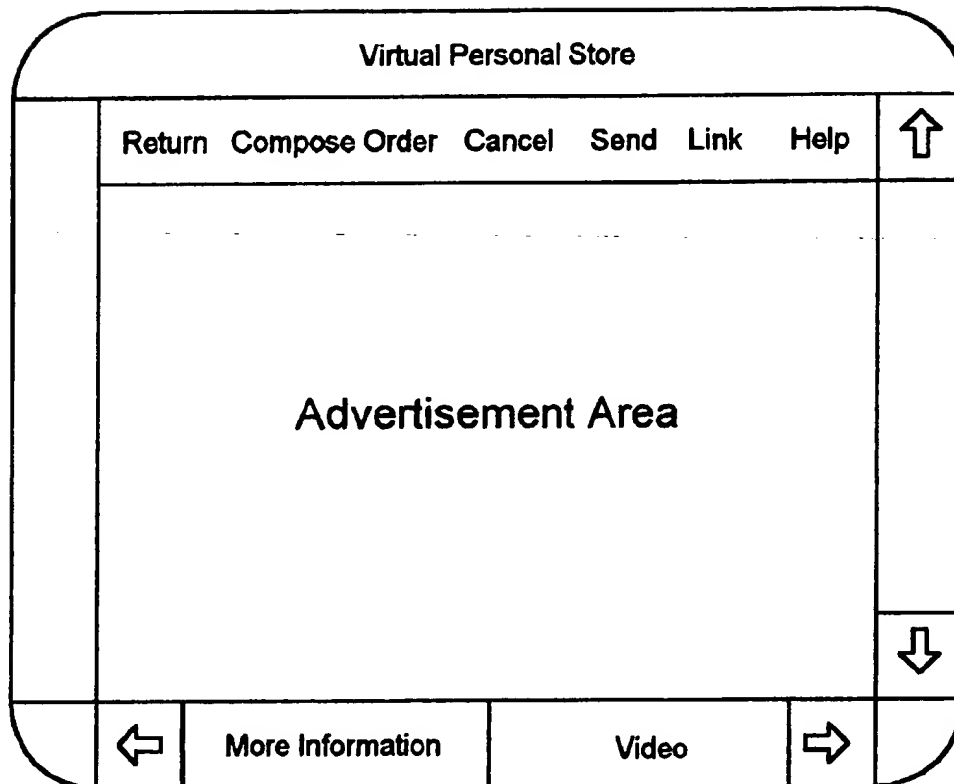 Virtual Personal Store
Return Compose Order Cancel Send Link Help
Advertisement Area
More Information Video